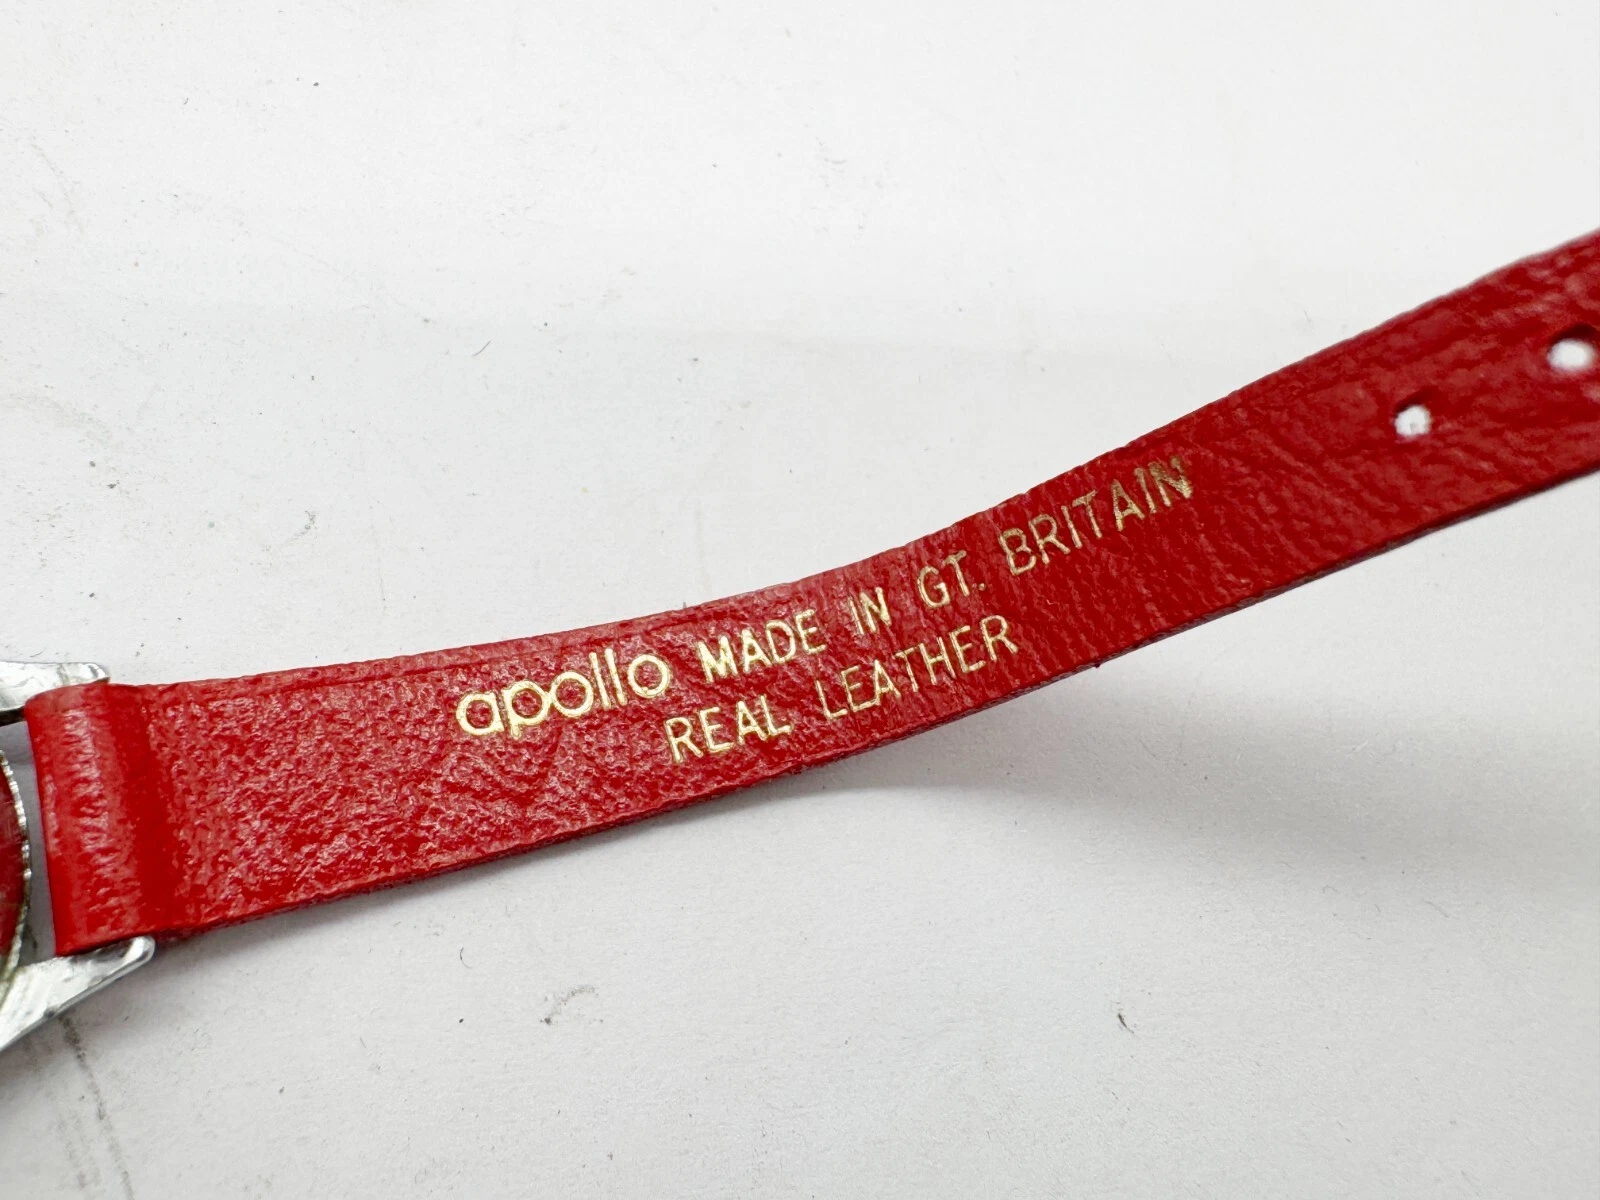 apollo MADE IN GT. BRITAIN
REAL LEATHER